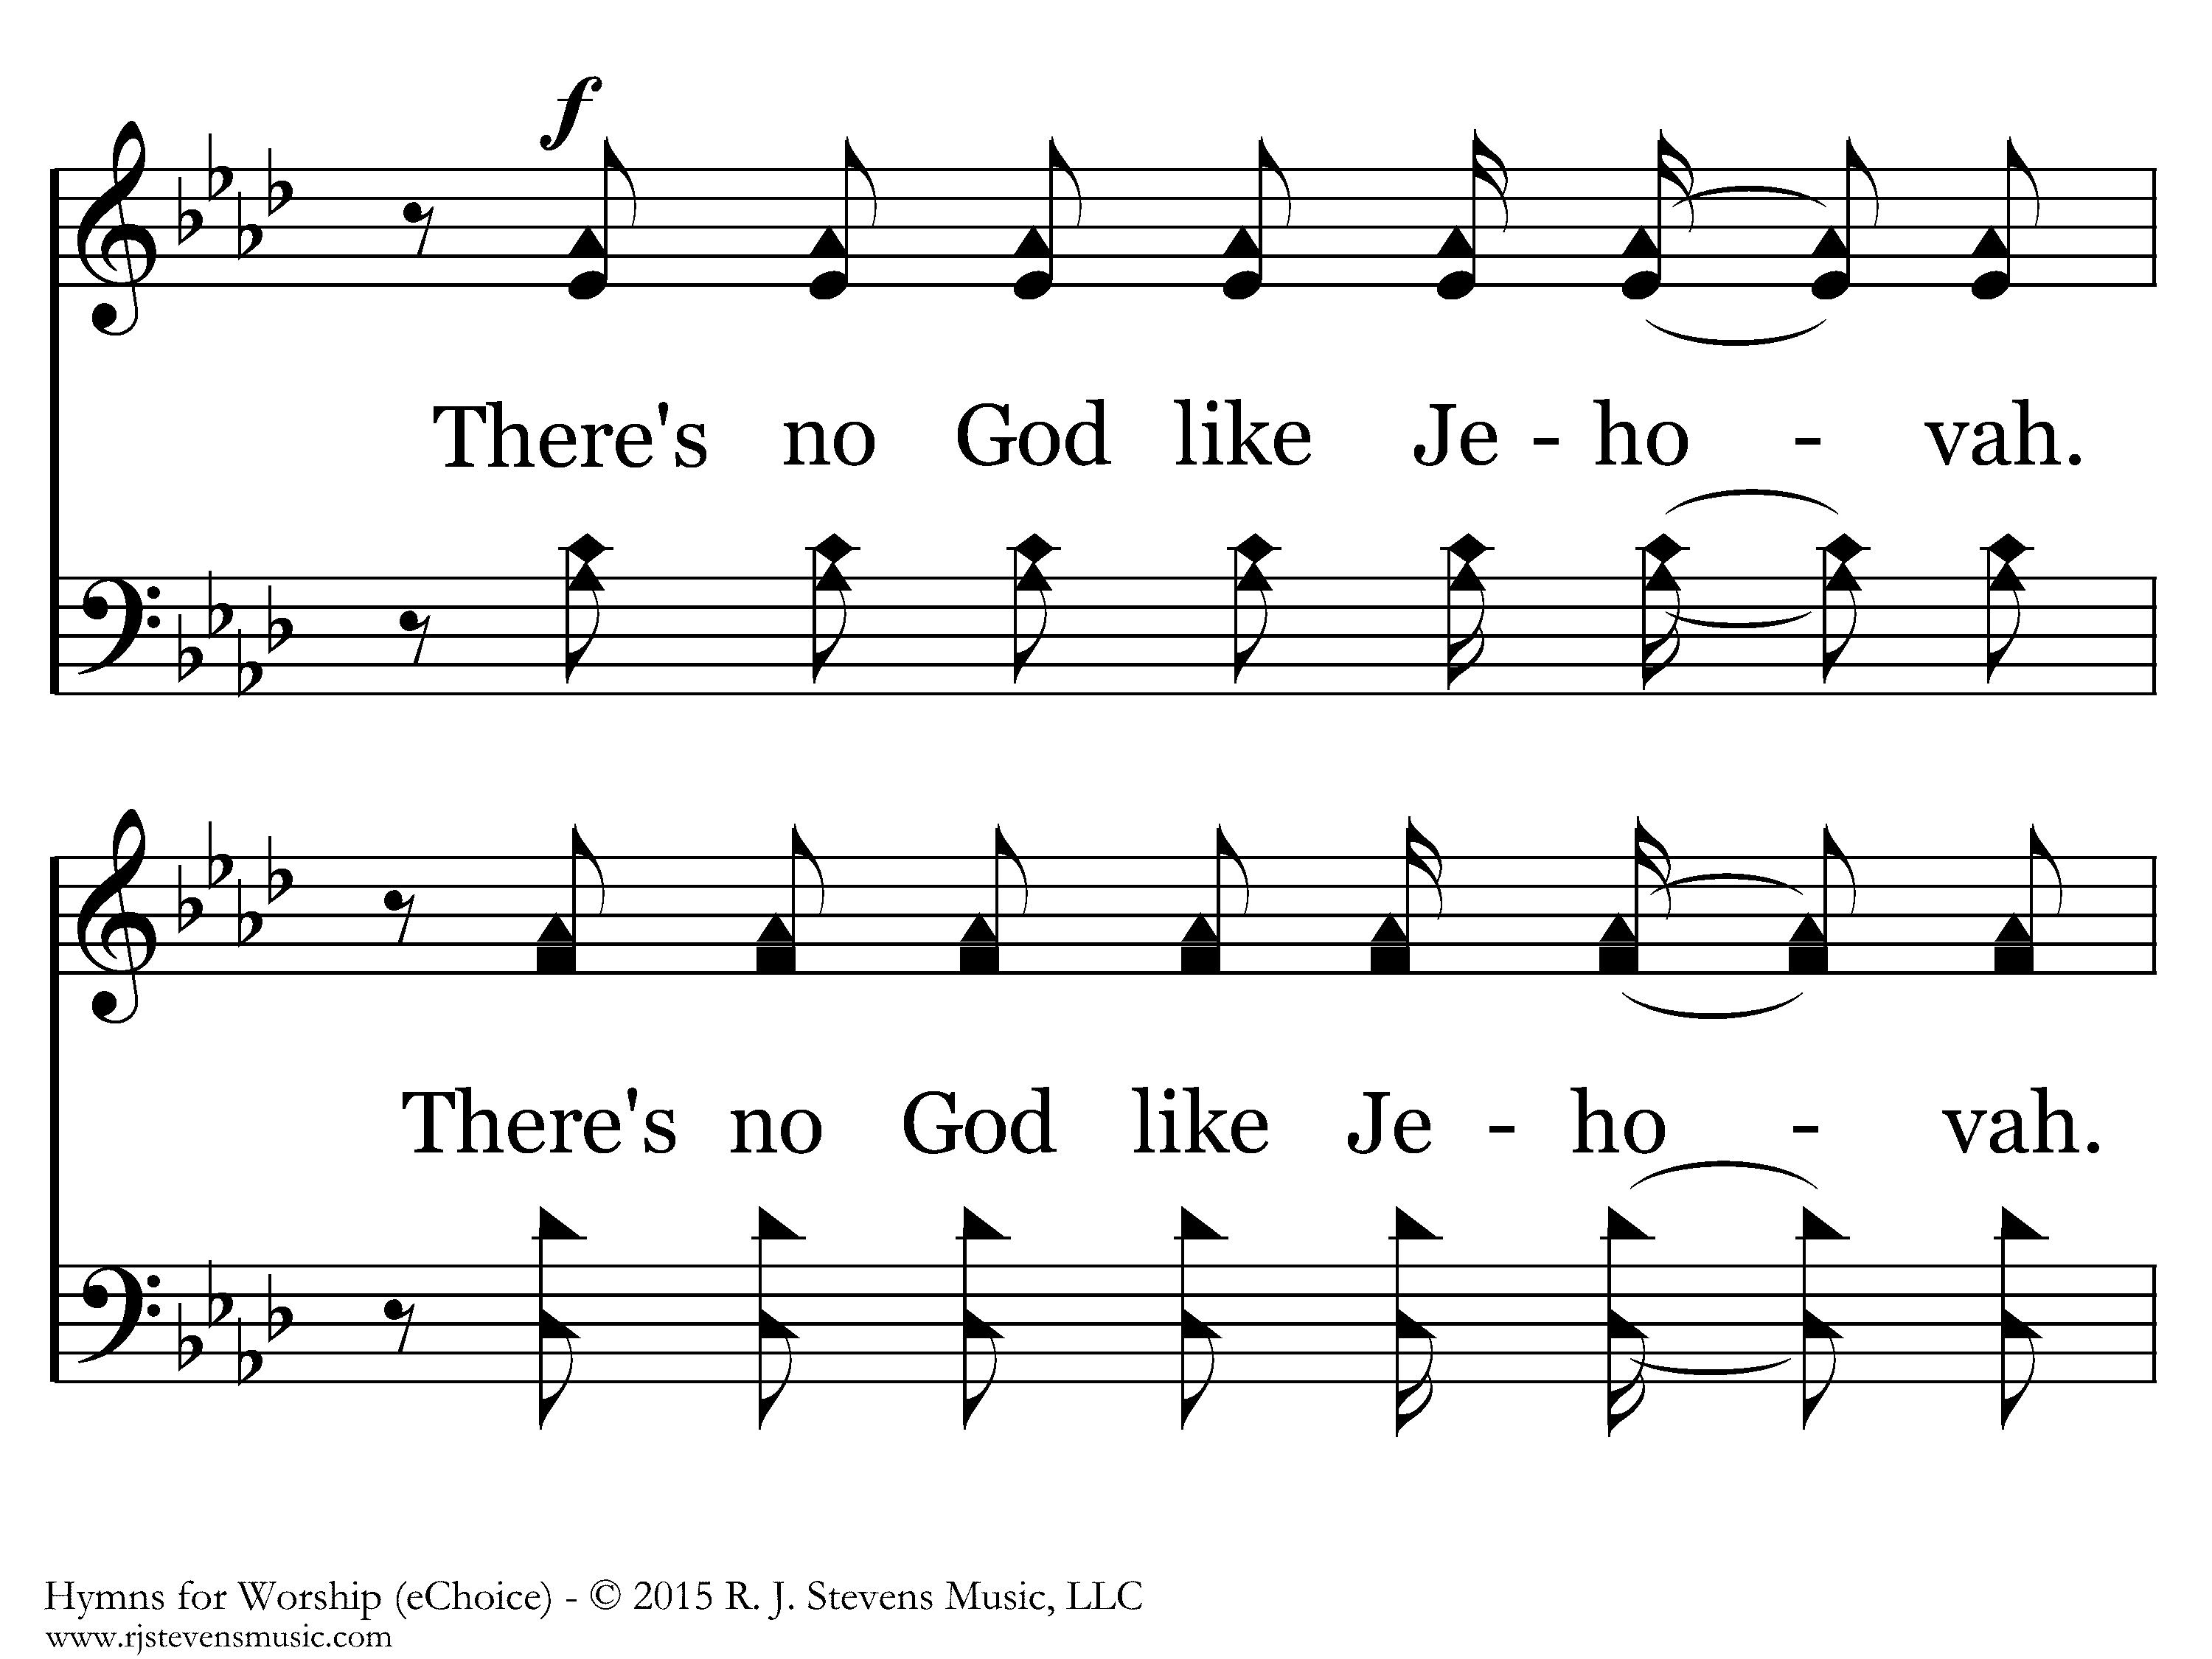 f
There's no God like Je - ho - vah.
There's no God like Je - ho - vah.
Hymns for Worship (eChoice) - © 2015 R. J. Stevens Music, LLC
www.rjstevensmusic.com